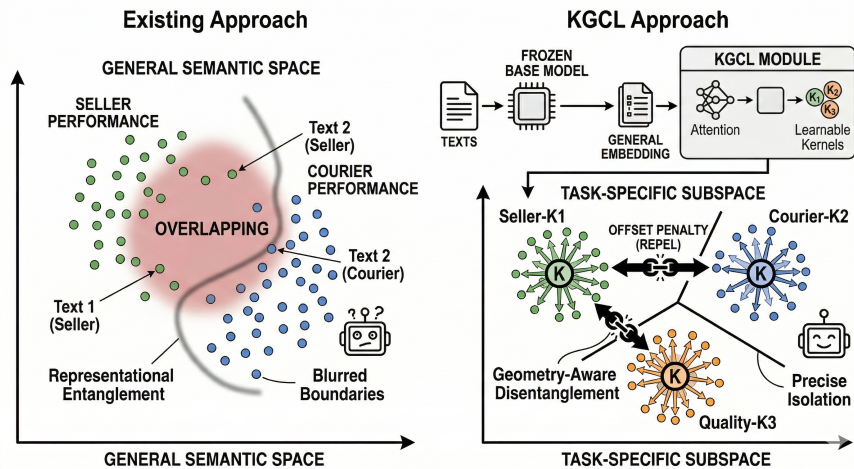 Existing Approach
GENERAL SEMANTIC SPACE
SELLER
PERFORMANCE
Text 2
(Seller)
COURIER
PERFORMANCE
OVERLAPPING
Text 2
(Courier)
Text 1
(Seller)
? ?
Representational
Entanglement
Blurred
Boundaries
GENERAL SEMANTIC SPACE
KGCL Approach
FROZEN
BASE MODEL
TEXTS
GENERAL
EMBEDDING
KGCL MODULE
K1
K2
K3
Attention
Learnable
Kernels
TASK-SPECIFIC SUBSPACE
Seller-K1
OFFSET PENALTY
(REPEL)
Courier-K2
K
K
Geometry-Aware
Disentanglement
K
Quality-K3
Precise
Isolation
TASK-SPECIFIC SUBSPACE